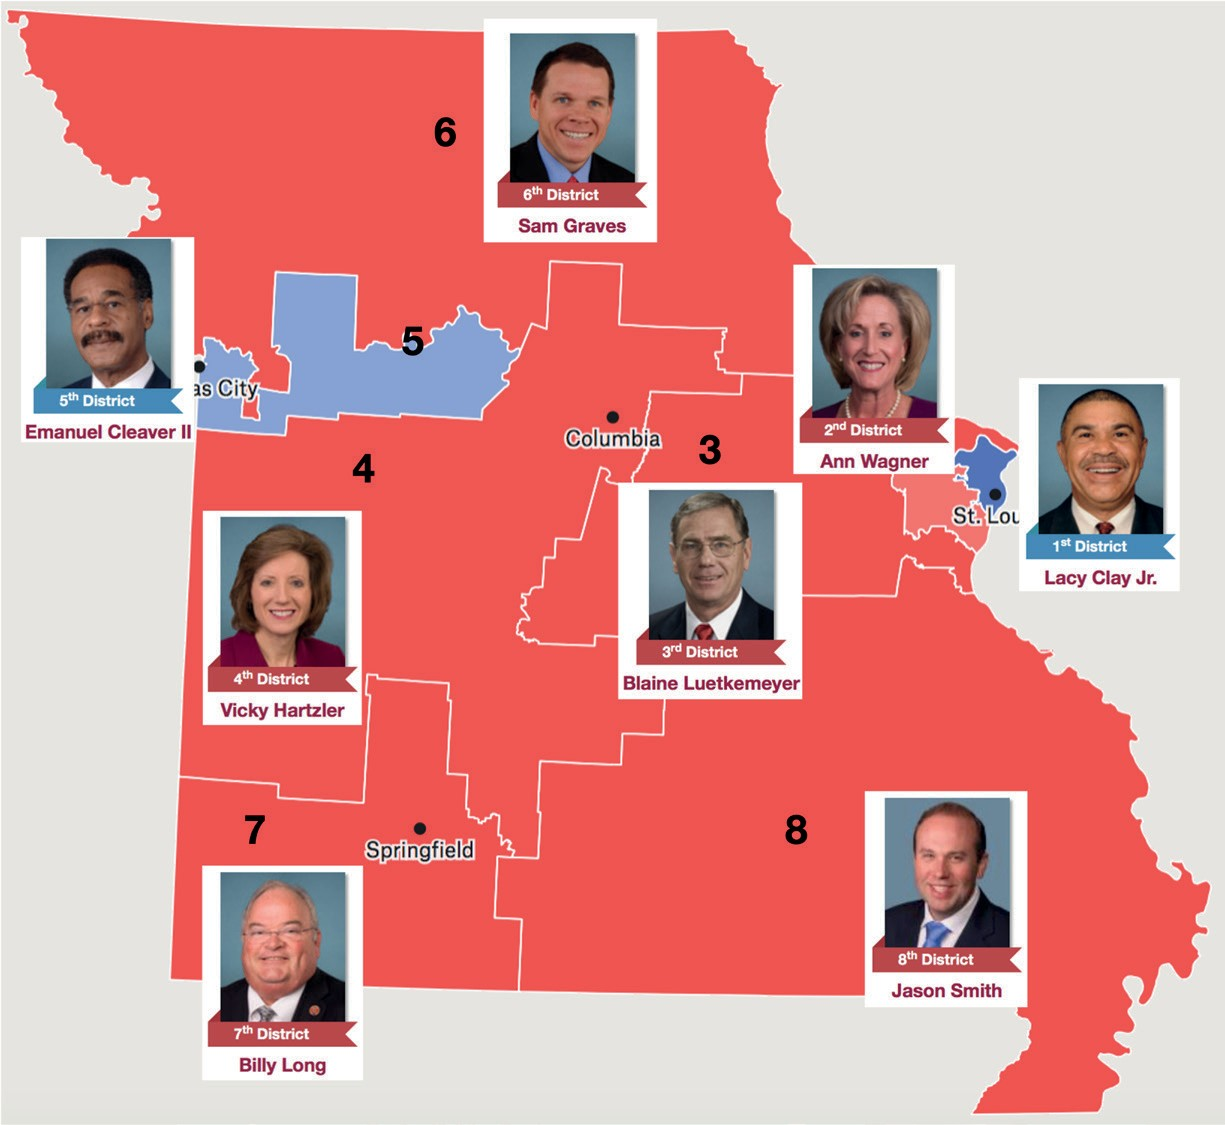 6
6th District
Sam Graves
5
as City
5th District
Emanuel Cleaver II
2nd District
Ann Wagner
Columbia
3
4
St. Lou
1st District
Lacy Clay Jr.
3rd District
Blaine Luetkemeyer
4th District
Vicky Hartzler
7
Springfield
8
8th District
Jason Smith
7th District
Billy Long